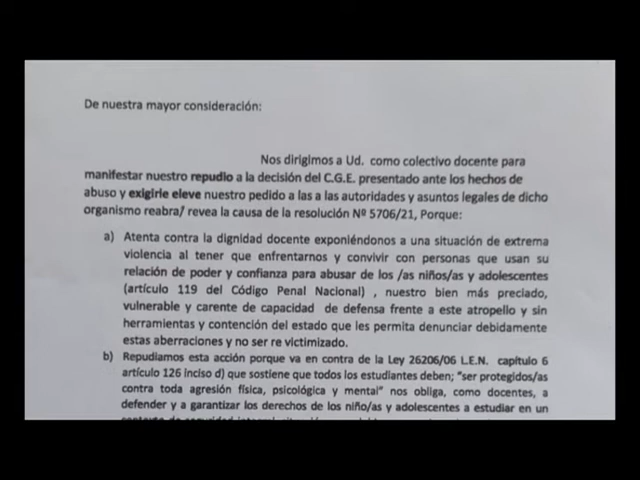 De nuestra mayor consideración:
Nos dirigimos a Ud. como colectivo docente para
manifestar nuestro repudio a la decisión del C.G.E. presentado ante los hechos de
abuso y exigirle eleve nuestro pedido a las a las autoridades y asuntos legales de dicho
organismo reabra/ revea la causa de la resolución Nº 5706/21, Porque:
a) Atenta contra la dignidad docente exponiéndonos a una situación de extrema
violencia al tener que enfrentarnos y convivir con personas que usan su
relación de poder y confianza para abusar de los /as niños/as y adolescentes
(artículo 119 del Código Penal Nacional) , nuestro bien más preciado,
vulnerable y carente de capacidad de defensa frente a este atropello y sin
herramientas y contención del estado que les permita denunciar debidamente
estas aberraciones y no ser re victimizado.
b) Repudiamos esta acción porque va en contra de la Ley 26206/06 L.E.N. capítulo 6
artículo 126 inciso d) que sostiene que todos los estudiantes deben; "ser protegidos/as
contra toda agresión física, psicológica y mental" nos obliga, como docentes, a
defender y a garantizar los derechos de los niño/as y adolescentes a estudiar en un